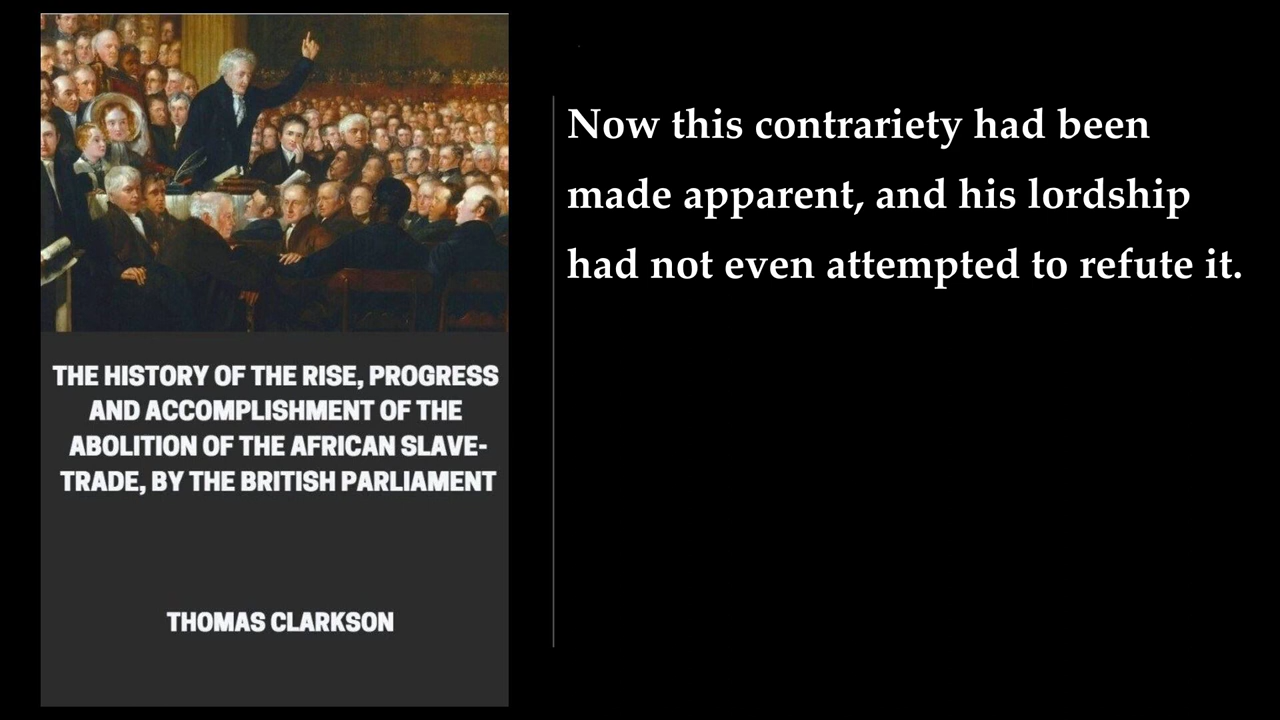 THE HISTORY OF THE RISE, PROGRESS
AND ACCOMPLISHMENT OF THE
ABOLITION OF THE AFRICAN SLAVE-
TRADE, BY THE BRITISH PARLIAMENT
THOMAS CLARKSON
Now this contrariety had been
made apparent, and his lordship
had not even attempted to refute it.